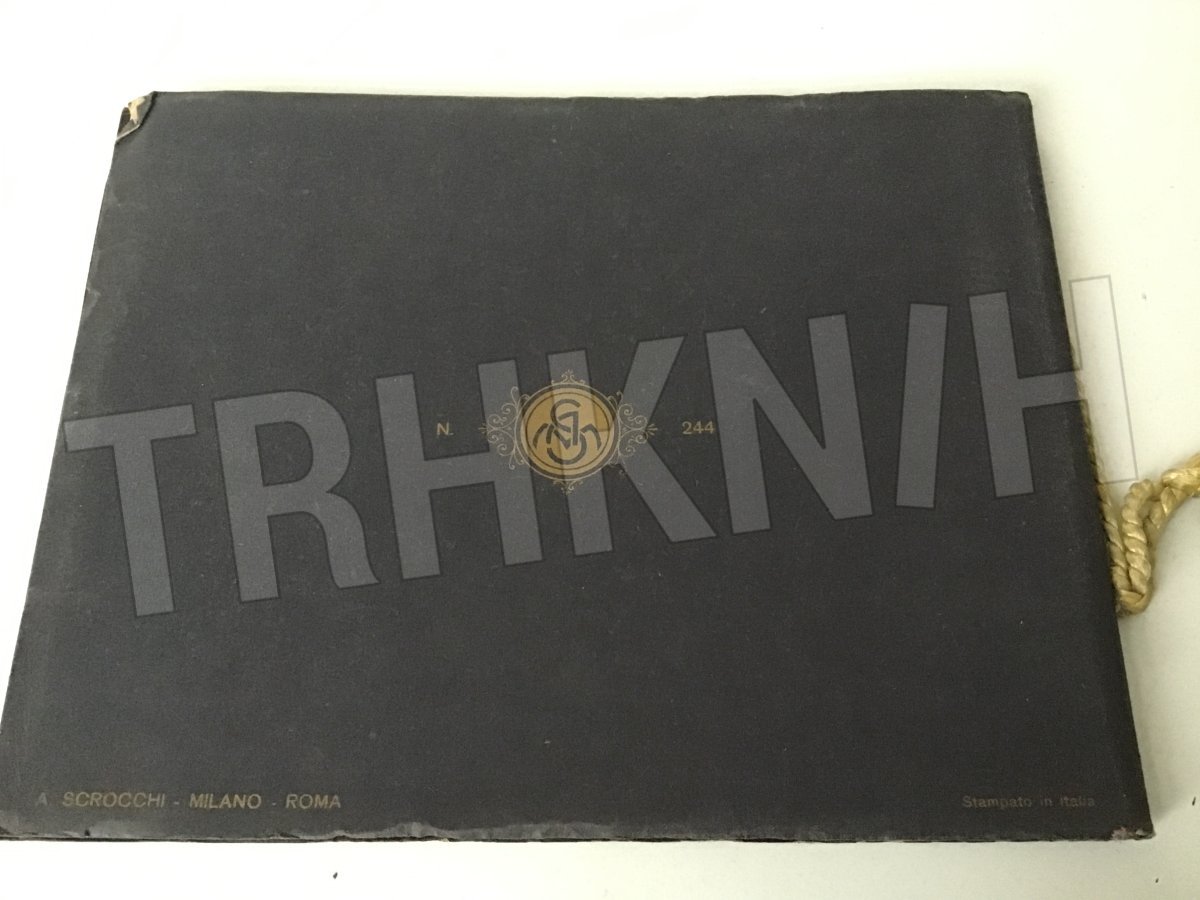 TRHKN/H
N. 244
A SCROCCHI - MILANO - ROMA
Stampato in Italia